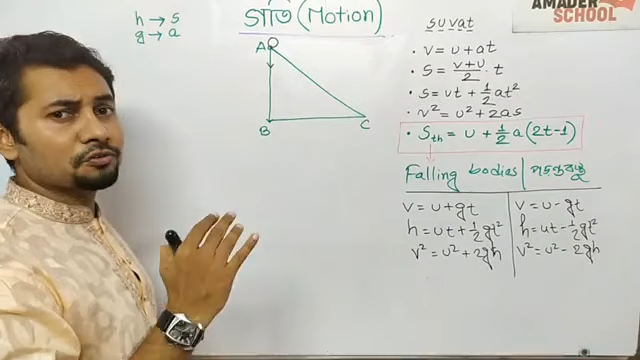 h → s
g → a
গতি (Motion)
A
B
C
AMADER
SCHOOL
suvat
• v = u + at
• s = (v+u)/2 · t
• s = ut + 1/2 at²
• v² = u² + 2as
• Sth = u + 1/2 a (2t-1)
Falling bodies | পড়ন্ত বস্তু
v = u + gt
h = ut + 1/2 gt²
v² = u² + 2gh
v = u - gt
h = ut - 1/2 gt²
v² = u² - 2gh